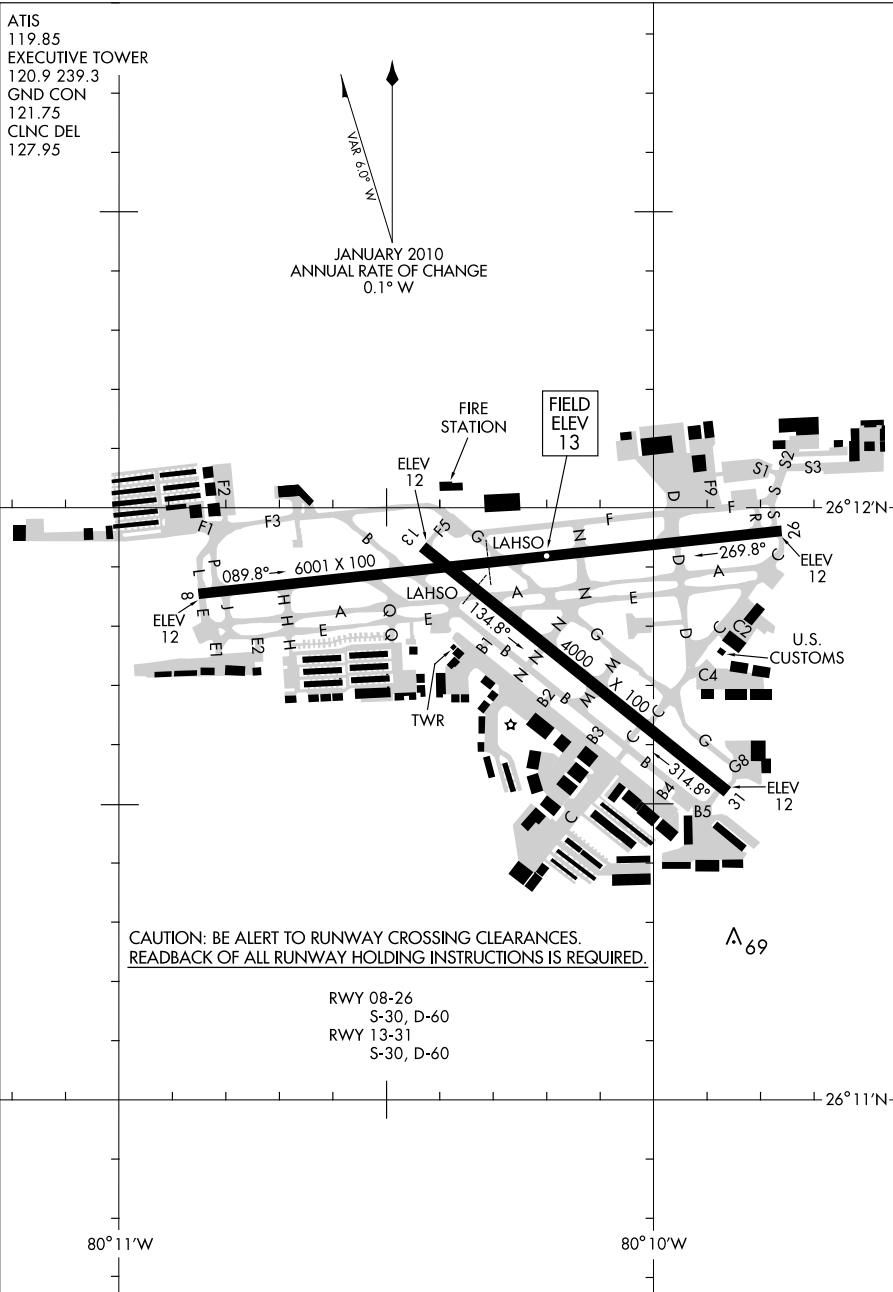 ATIS
119.85
EXECUTIVE TOWER
120.9 239.3
GND CON
121.75
CLNC DEL
127.95
VAR 6.0° W
JANUARY 2010
ANNUAL RATE OF CHANGE
0.1° W
FIRE
STATION
FIELD
ELEV
13
ELEV
12
S1
S2
S3
F2
F1
F3
B
13
F5
G
LAHSO
N
F
D
F9
F
R
S
S
26
26°12'N
089.8°
6001 X 100
269.8°
ELEV
12
L
P
8
ELEV
12
E
J
E1
E2
H
H
H
A
E
Q
Q
E
LAHSO
A
N
E
D
A
C
134.8°
4000 X 100
N
N
N
G
M
M
D
C
C2
U.S.
CUSTOMS
C4
B1
B
TWR
B2
B
B3
C
C
G
G8
B
314.8°
B4
B5
31
ELEV
12
C
CAUTION: BE ALERT TO RUNWAY CROSSING CLEARANCES.
READBACK OF ALL RUNWAY HOLDING INSTRUCTIONS IS REQUIRED.
69
RWY 08-26
S-30, D-60
RWY 13-31
S-30, D-60
26°11'N
80°11'W
80°10'W